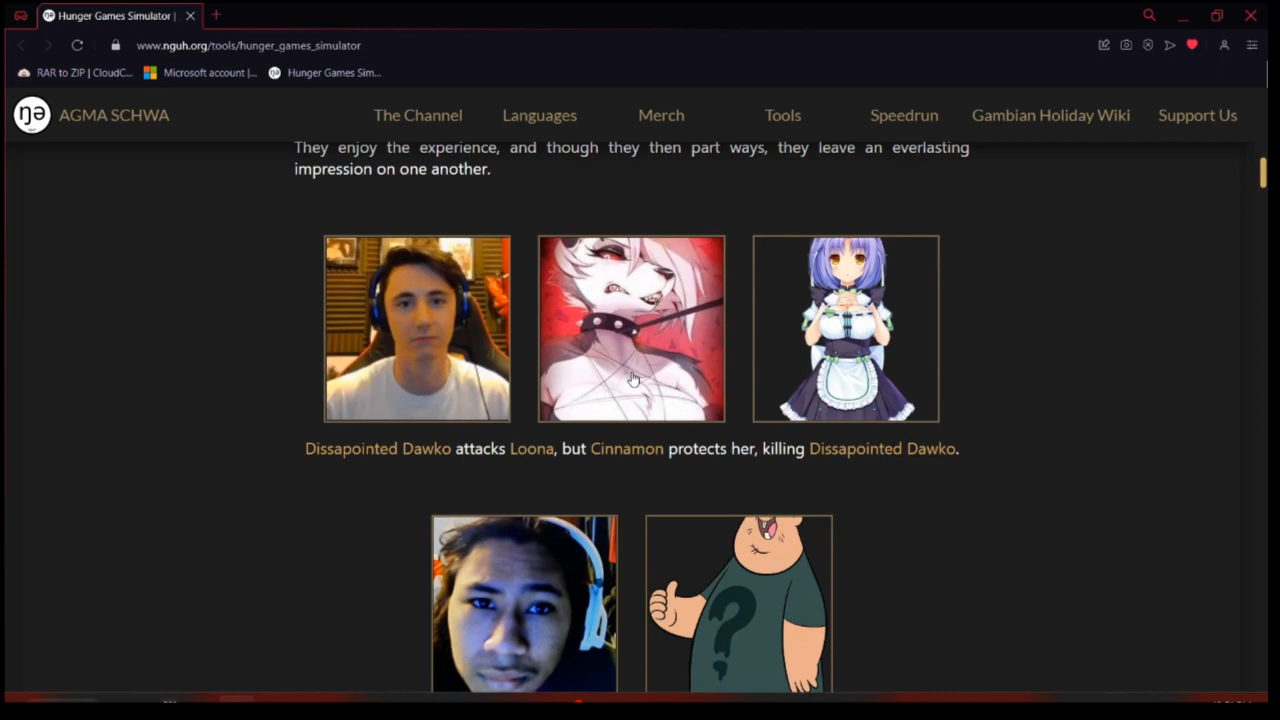 Hunger Games Simulator |
www.nguh.org/tools/hunger_games_simulator
RAR to ZIP | CloudC... Microsoft account |... Hunger Games Sim...
ŋə AGMA SCHWA The Channel Languages Merch Tools Speedrun Gambian Holiday Wiki Support Us
They enjoy the experience, and though they then part ways, they leave an everlasting
impression on one another.
Dissapointed Dawko attacks Loona, but Cinnamon protects her, killing Dissapointed Dawko.
?